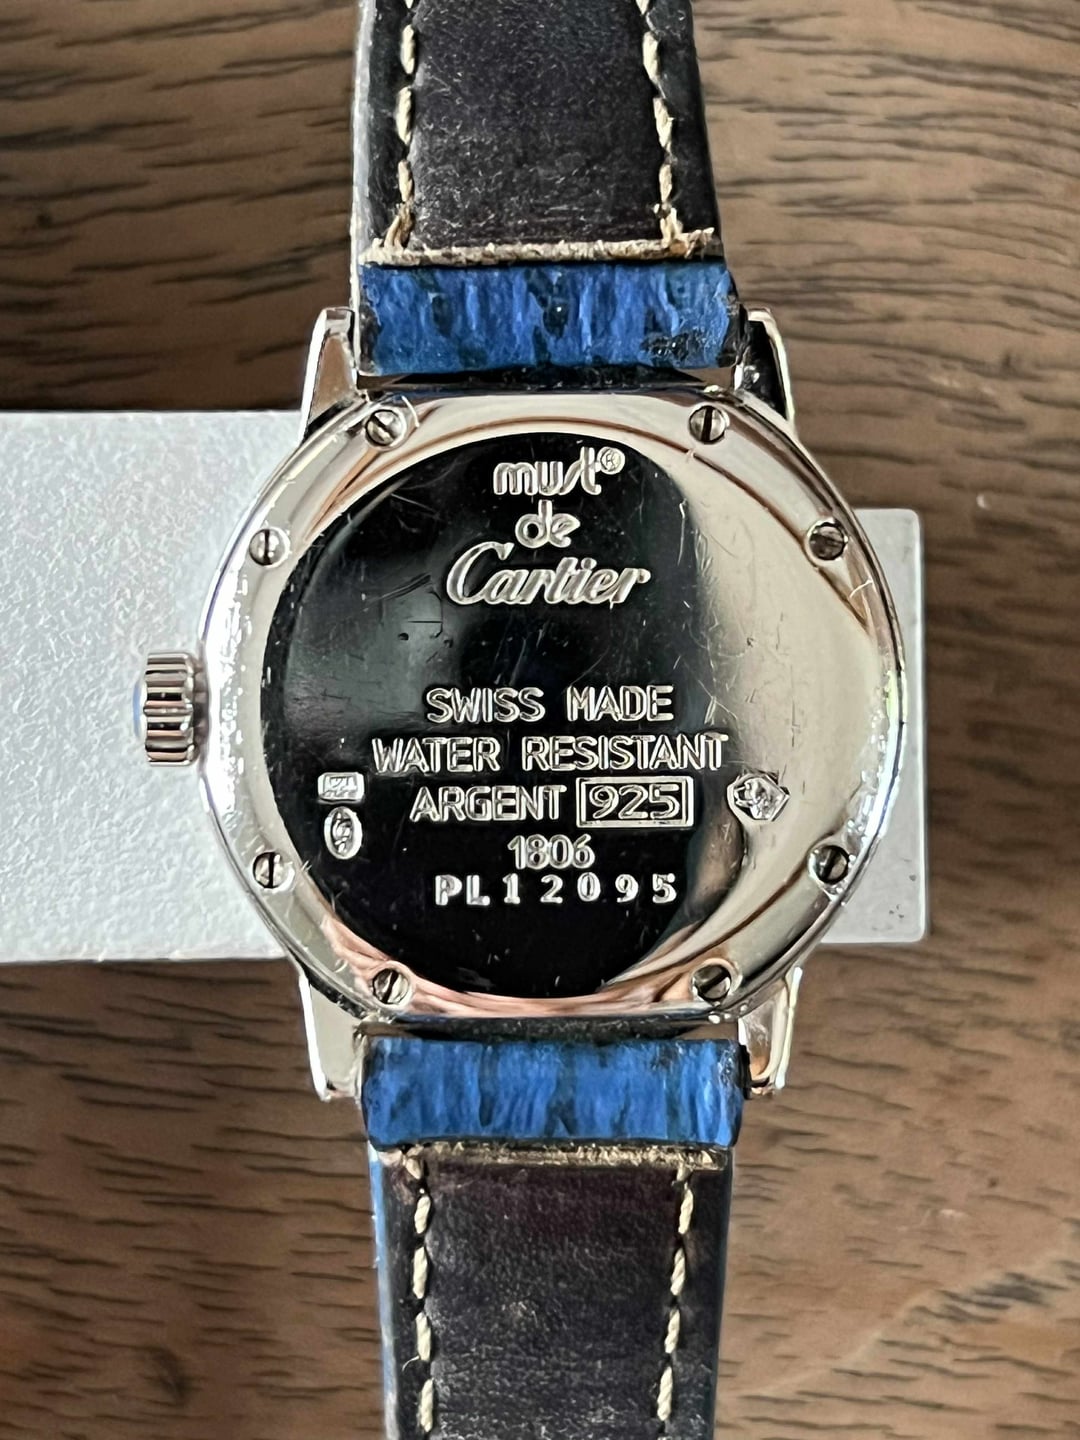 must®
de
Cartier
SWISS MADE
WATER RESISTANT
ARGENT 925
1806
PL12095